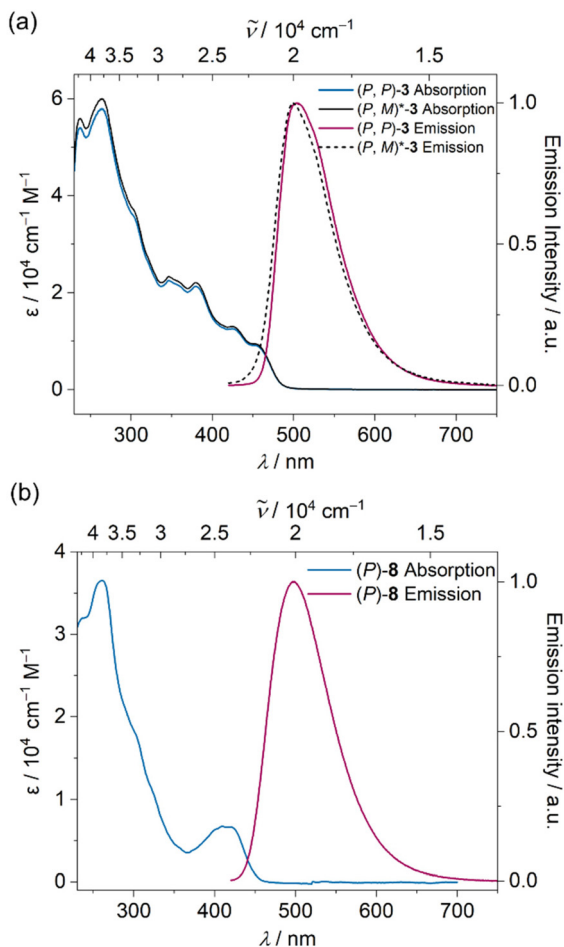 (a)
ṽ / 10⁴ cm⁻¹
4 3.5 3 2.5 2 1.5
(P, P)-3 Absorption
(P, M)*-3 Absorption
(P, P)-3 Emission
(P, M)*-3 Emission
6
4
2
0
ε / 10⁴ cm⁻¹ M⁻¹
1.0
0.5
0.0
Emission Intensity / a.u.
300 400 500 600 700
λ / nm
(b)
ṽ / 10⁴ cm⁻¹
4 3.5 3 2.5 2 1.5
(P)-8 Absorption
(P)-8 Emission
4
3
2
1
0
ε / 10⁴ cm⁻¹ M⁻¹
1.0
0.5
0.0
Emission intensity / a.u.
300 400 500 600 700
λ / nm